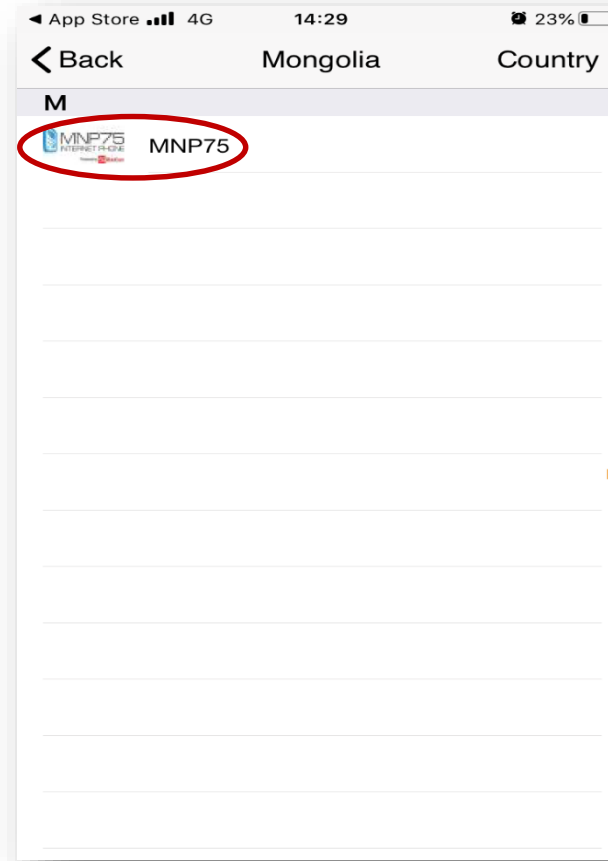 App Store 4G 14:29 23%
Back Mongolia Country
M
MNP75 MNP75
INTERNET PHONE